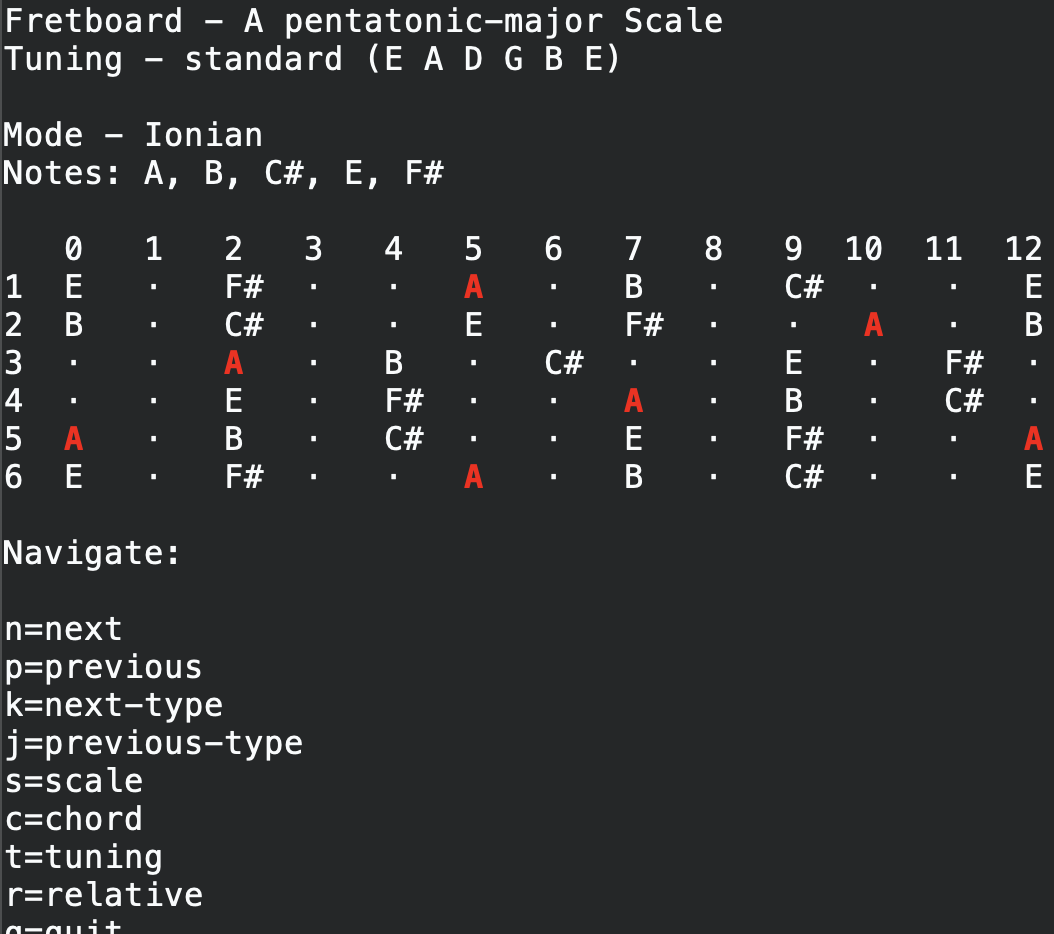 Fretboard – A pentatonic-major Scale
Tuning – standard (E A D G B E)
Mode – Ionian
Notes: A, B, C#, E, F#
0 1 2 3 4 5 6 7 8 9 10 11 12
1 E · F# · · A · B · C# · · E
2 B · C# · · E · F# · · A · B
3 · · A · B · C# · · E · F# ·
4 · · E · F# · · A · B · C# ·
5 A · B · C# · · E · F# · · A
6 E · F# · · A · B · C# · · E
Navigate:
n=next
p=previous
k=next-type
j=previous-type
s=scale
c=chord
t=tuning
r=relative
q=quit